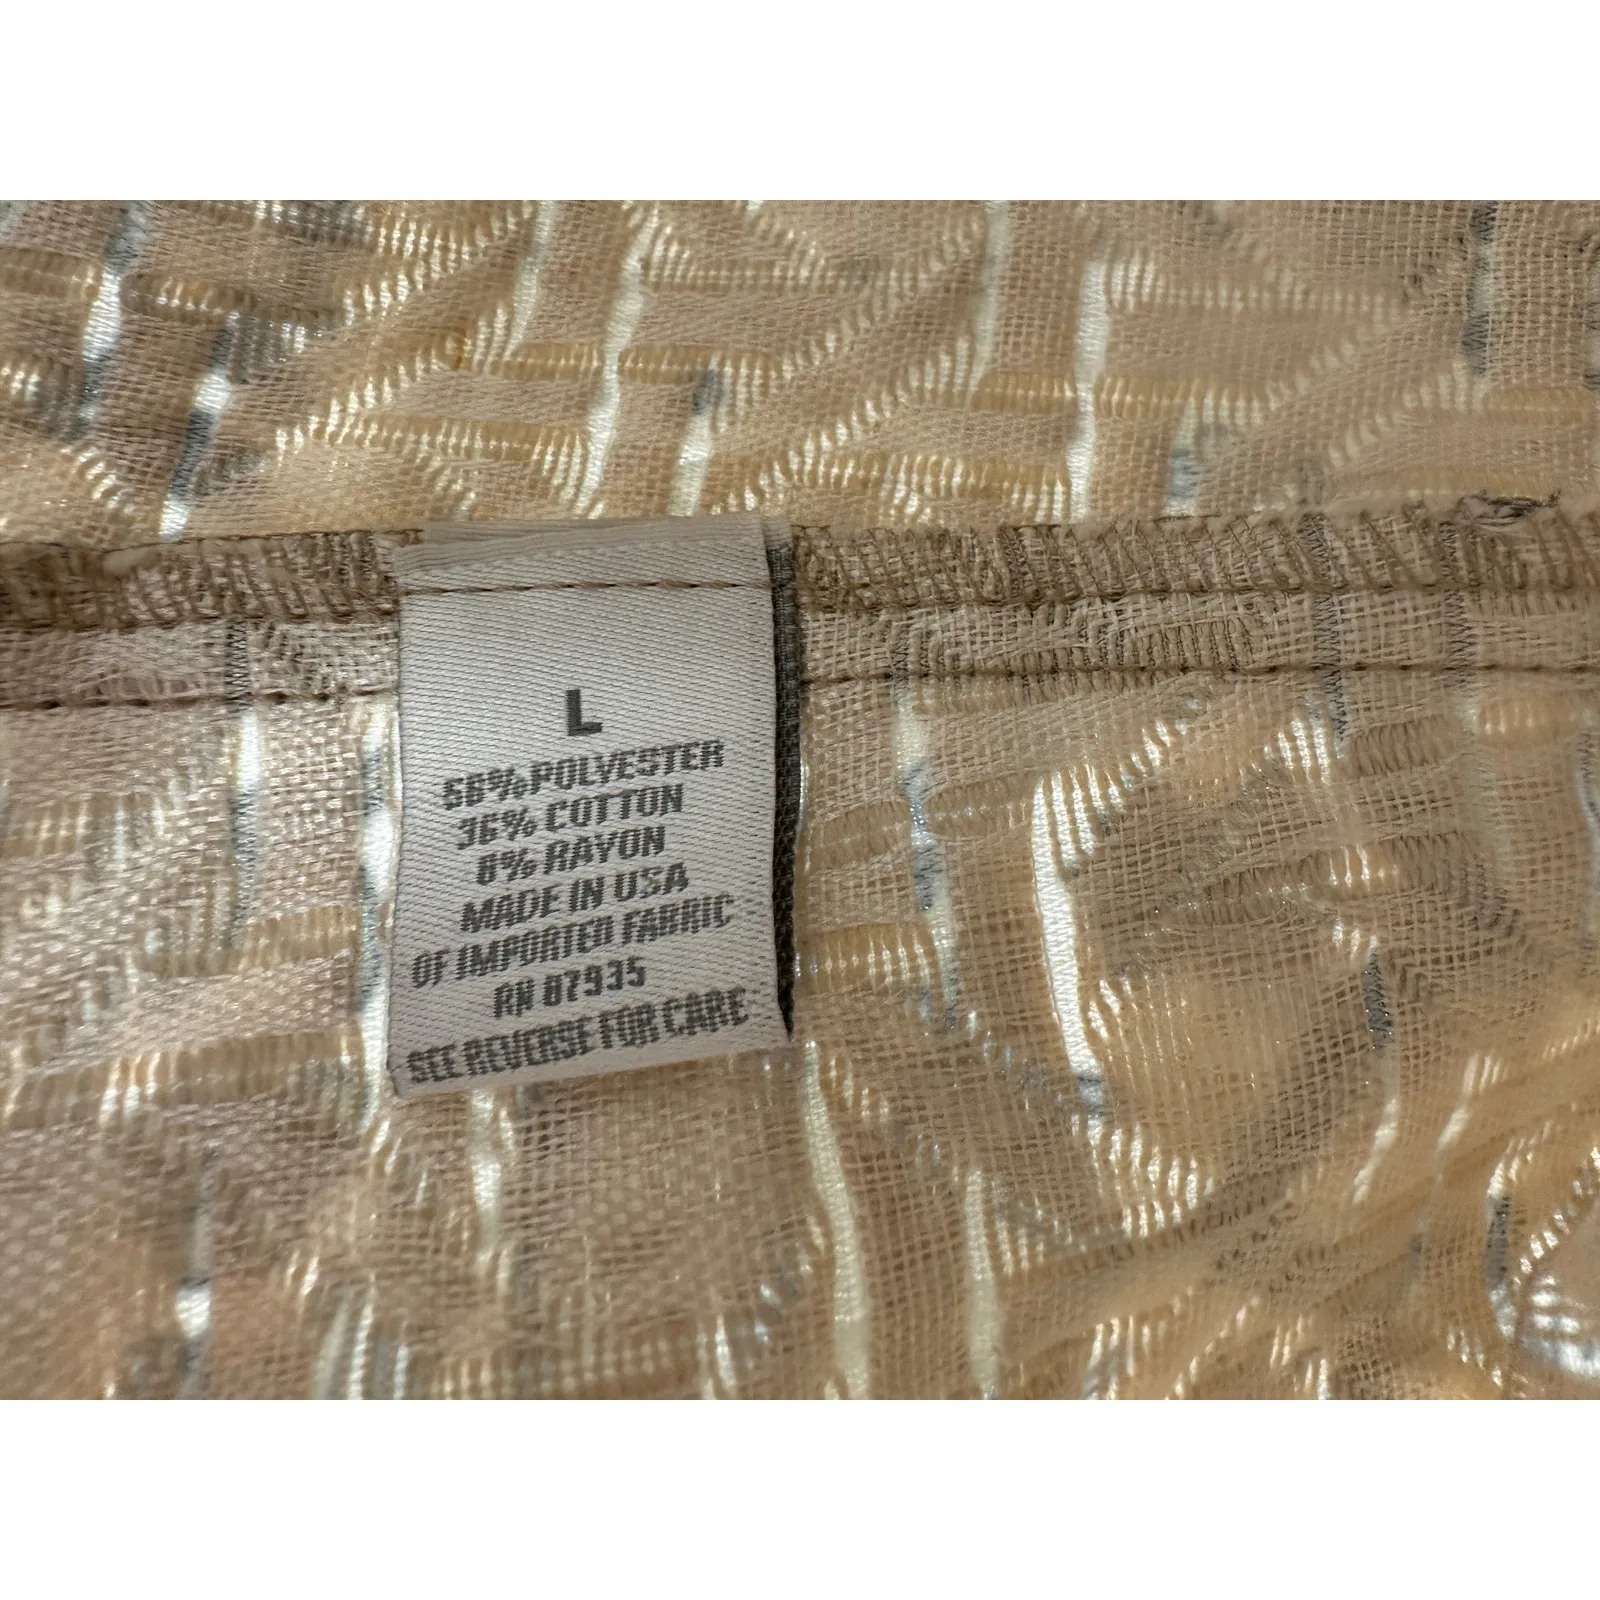 L
56% POLYESTER
36% COTTON
8% RAYON
MADE IN USA
OF IMPORTED FABRIC
RN 87935
SEE REVERSE FOR CARE